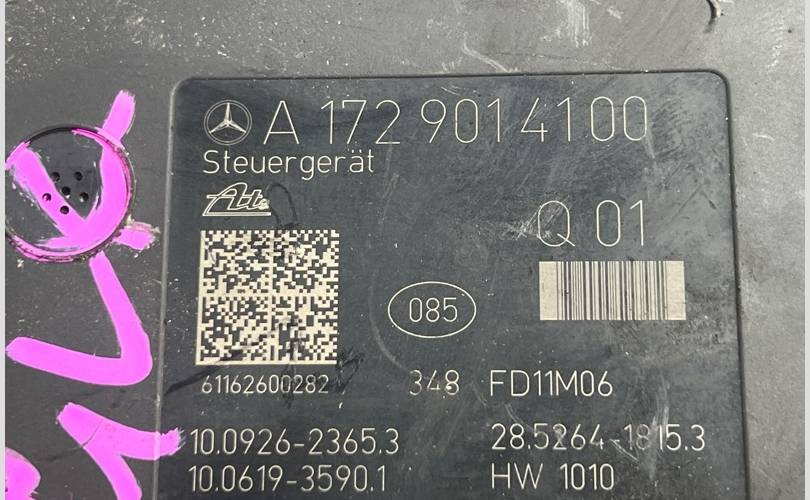 A 172 901 41 00
Steuergerät
Ate
Q 01
085
61162600282 348 FD11M06
10.0926-2365.3 28.5264-1815.3
10.0619-3590.1 HW 1010